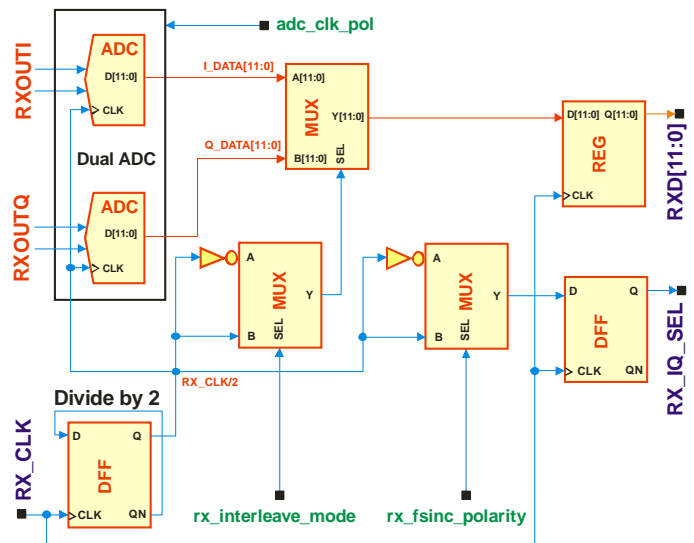 adc_clk_pol
RXOUTI
ADC
D[11:0]
CLK
I_DATA[11:0]
A[11:0]
MUX
Y[11:0]
B[11:0]
SEL
D[11:0]
Q[11:0]
REG
CLK
RXD[11:0]
Dual ADC
Q_DATA[11:0]
RXOUTQ
ADC
D[11:0]
CLK
A
MUX
Y
B
SEL
A
MUX
Y
B
SEL
D
Q
DFF
CLK
QN
RX_IQ_SEL
RX_CLK/2
Divide by 2
RX_CLK
D
Q
DFF
CLK
QN
rx_interleave_mode
rx_fsinc_polarity